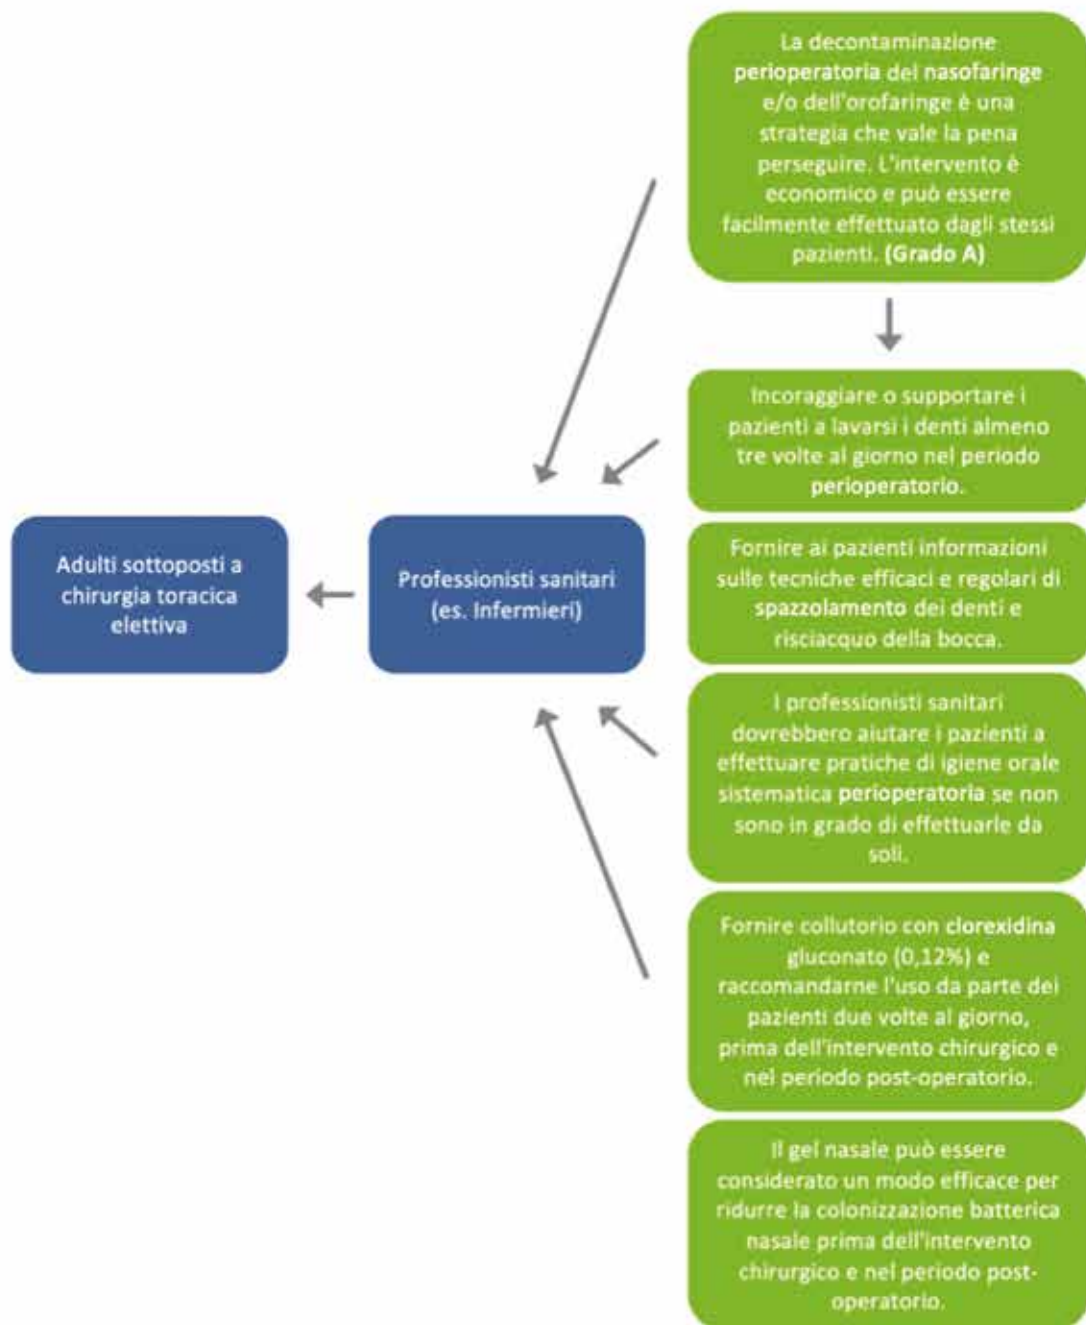 La decontaminazione
perioperatoria del nasofaringe
e/o dell'orofaringe è una
strategia che vale la pena
perseguire. L'intervento è
economico e può essere
facilmente effettuato dagli stessi
pazienti. (Grado A)
Incoraggiare o supportare i
pazienti a lavarsi i denti almeno
tre volte al giorno nel periodo
perioperatorio.
Adulti sottoposti a
chirurgia toracica
elettiva
Professionisti sanitari
(es. Infermieri)
Fornire ai pazienti informazioni
sulle tecniche efficaci e regolari di
spazzolamento dei denti e
risciacquo della bocca.
I professionisti sanitari
dovrebbero aiutare i pazienti a
effettuare pratiche di igiene orale
sistematica perioperatoria se non
sono in grado di effettuarle da
soli.
Fornire collutorio con clorexidina
gluconato (0,12%) e
raccomandarne l'uso da parte dei
pazienti due volte al giorno,
prima dell'intervento chirurgico e
nel periodo post-operatorio.
Il gel nasale può essere
considerato un modo efficace per
ridurre la colonizzazione batterica
nasale prima dell'intervento
chirurgico e nel periodo post-
operatorio.